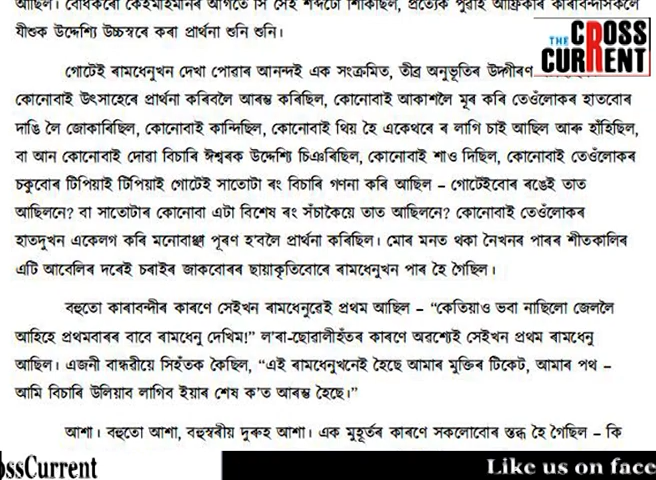 আছিল। বোধকৰো কেইমাহমানৰ আগতে সি সেই শব্দটো শিকিছিল, প্ৰত্যেক পুৱাই আফ্ৰিকাৰ কাৰাবন্দীসকলে
যীশুক উদ্দেশ্যি উচ্চস্বৰে কৰা প্ৰাৰ্থনা শুনি শুনি।
THE CROSS
CURRENT
গোটেই ৰামধেনুখন দেখা পোৱাৰ আনন্দই এক সংক্ৰমিত, তীব্ৰ অনুভূতিৰ উদ্গীৰণ
কোনোবাই উৎসাহেৰে প্ৰাৰ্থনা কৰিবলৈ আৰম্ভ কৰিছিল, কোনোবাই আকাশলৈ মূৰ কৰি তেওঁলোকৰ হাতবোৰ
দাঙি লৈ জোকাৰিছিল, কোনোবাই কান্দিছিল, কোনোবাই থিয় হৈ একেথৰে ৰ লাগি চাই আছিল আৰু হাঁহিছিল,
বা আন কোনোবাই দোৱা বিচাৰি ঈশ্বৰক উদ্দেশ্যি চিঞৰিছিল, কোনোবাই শাও দিছিল, কোনোবাই তেওঁলোকৰ
চকুবোৰ টিপিয়াই টিপিয়াই গোটেই সাতোটা ৰং বিচাৰি গণনা কৰি আছিল – গোটেইবোৰ ৰঙেই তাত
আছিলনে? বা সাতোটাৰ কোনোবা এটা বিশেষ ৰং সঁচাকৈয়ে তাত আছিলনে? কোনোবাই তেওঁলোকৰ
হাতদুখন একেলগ কৰি মনোবাঞ্ছা পূৰণ হ'বলৈ প্ৰাৰ্থনা কৰিছিল। মোৰ মনত থকা নৈখনৰ পাৰৰ শীতকালিৰ
এটি আবেলিৰ দৰেই চৰাইৰ জাকবোৰৰ ছায়াকৃতিবোৰে ৰামধেনুখন পাৰ হৈ গৈছিল।
বহুতো কাৰাবন্দীৰ কাৰণে সেইখন ৰামধেনুৱেই প্ৰথম আছিল – “কেতিয়াও ভবা নাছিলো জেললৈ
আহিহে প্ৰথমবাৰৰ বাবে ৰামধেনু দেখিম!” ল'ৰা-ছোৱালীহঁতৰ কাৰণে অৱশ্যেই সেইখন প্ৰথম ৰামধেনু
আছিল। এজনী বান্ধৱীয়ে সিহঁতক কৈছিল, “এই ৰামধেনুখনেই হৈছে আমাৰ মুক্তিৰ টিকেট, আমাৰ পথ –
আমি বিচাৰি উলিয়াব লাগিব ইয়াৰ শেষ ক'ত আৰম্ভ হৈছে।”
আশা। বহুতো আশা, বহুস্বৰীয় দুৰূহ আশা। এক মুহূৰ্তৰ কাৰণে সকলোবোৰ স্তব্ধ হৈ গৈছিল – কি
ossCurrent
Like us on face